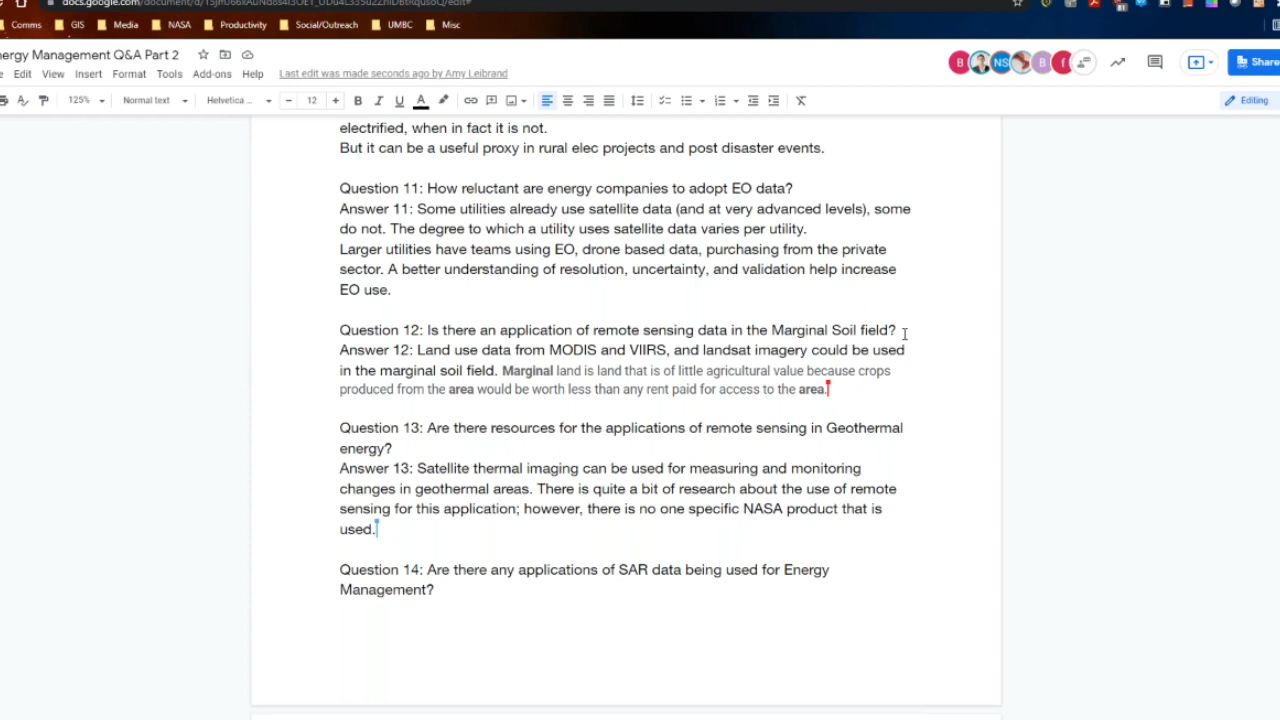 docs.google.com
Comms GIS Media NASA Productivity Social/Outreach UMBC Misc
nergy Management Q&A Part 2
Edit View Insert Format Tools Add-ons Help Last edit was made seconds ago by Amy Leibrand
B NS B f Share
125% Normal text Helvetica ... 12 B I U A Editing
electrified, when in fact it is not.
But it can be a useful proxy in rural elec projects and post disaster events.
Question 11: How reluctant are energy companies to adopt EO data?
Answer 11: Some utilities already use satellite data (and at very advanced levels), some
do not. The degree to which a utility uses satellite data varies per utility.
Larger utilities have teams using EO, drone based data, purchasing from the private
sector. A better understanding of resolution, uncertainty, and validation help increase
EO use.
Question 12: Is there an application of remote sensing data in the Marginal Soil field?
Answer 12: Land use data from MODIS and VIIRS, and landsat imagery could be used
in the marginal soil field. Marginal land is land that is of little agricultural value because crops
produced from the area would be worth less than any rent paid for access to the area.
Question 13: Are there resources for the applications of remote sensing in Geothermal
energy?
Answer 13: Satellite thermal imaging can be used for measuring and monitoring
changes in geothermal areas. There is quite a bit of research about the use of remote
sensing for this application; however, there is no one specific NASA product that is
used.
Question 14: Are there any applications of SAR data being used for Energy
Management?